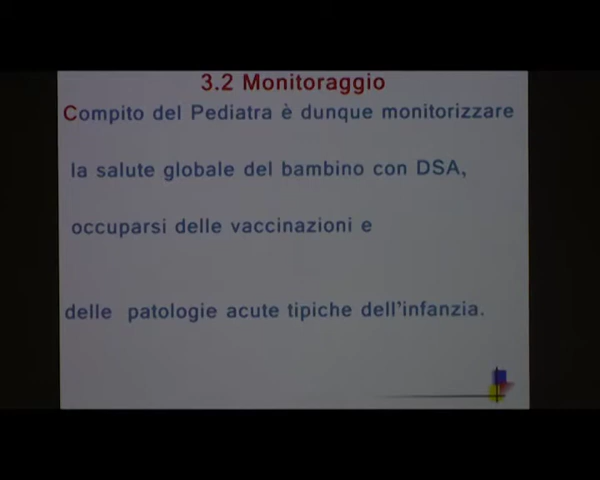 3.2 Monitoraggio
Compito del Pediatra è dunque monitorizzare
la salute globale del bambino con DSA,
occuparsi delle vaccinazioni e
delle patologie acute tipiche dell'infanzia.